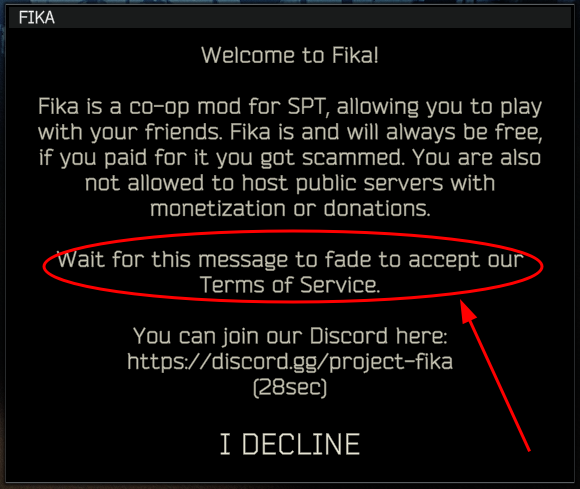 FIKA
Welcome to Fika!
Fika is a co-op mod for SPT, allowing you to play
with your friends. Fika is and will always be free,
if you paid for it you got scammed. You are also
not allowed to host public servers with
monetization or donations.
Wait for this message to fade to accept our
Terms of Service.
You can join our Discord here:
https://discord.gg/project-fika
(28sec)
I DECLINE